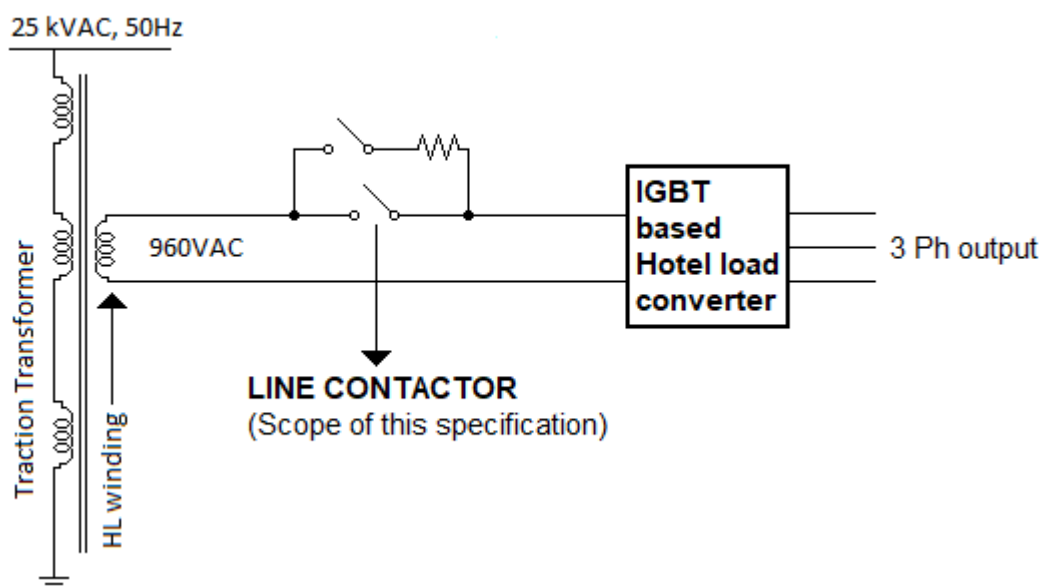 25 kVAC, 50Hz
Traction Transformer
HL winding
960VAC
IGBT
based
Hotel load
converter
3 Ph output
LINE CONTACTOR
(Scope of this specification)